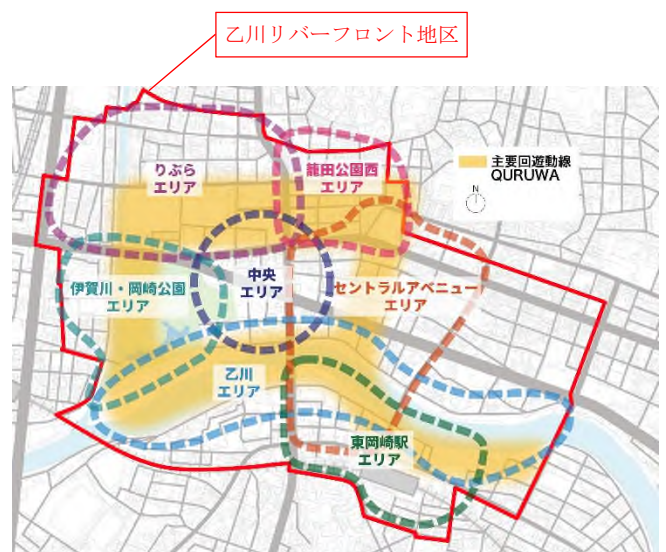 乙川リバーフロント地区
りぶら
エリア
籠田公園西
エリア
主要回遊動線
QURUWA
N
中央
エリア
伊賀川・岡崎公園
エリア
セントラルアベニュー
エリア
乙川
エリア
東岡崎駅
エリア